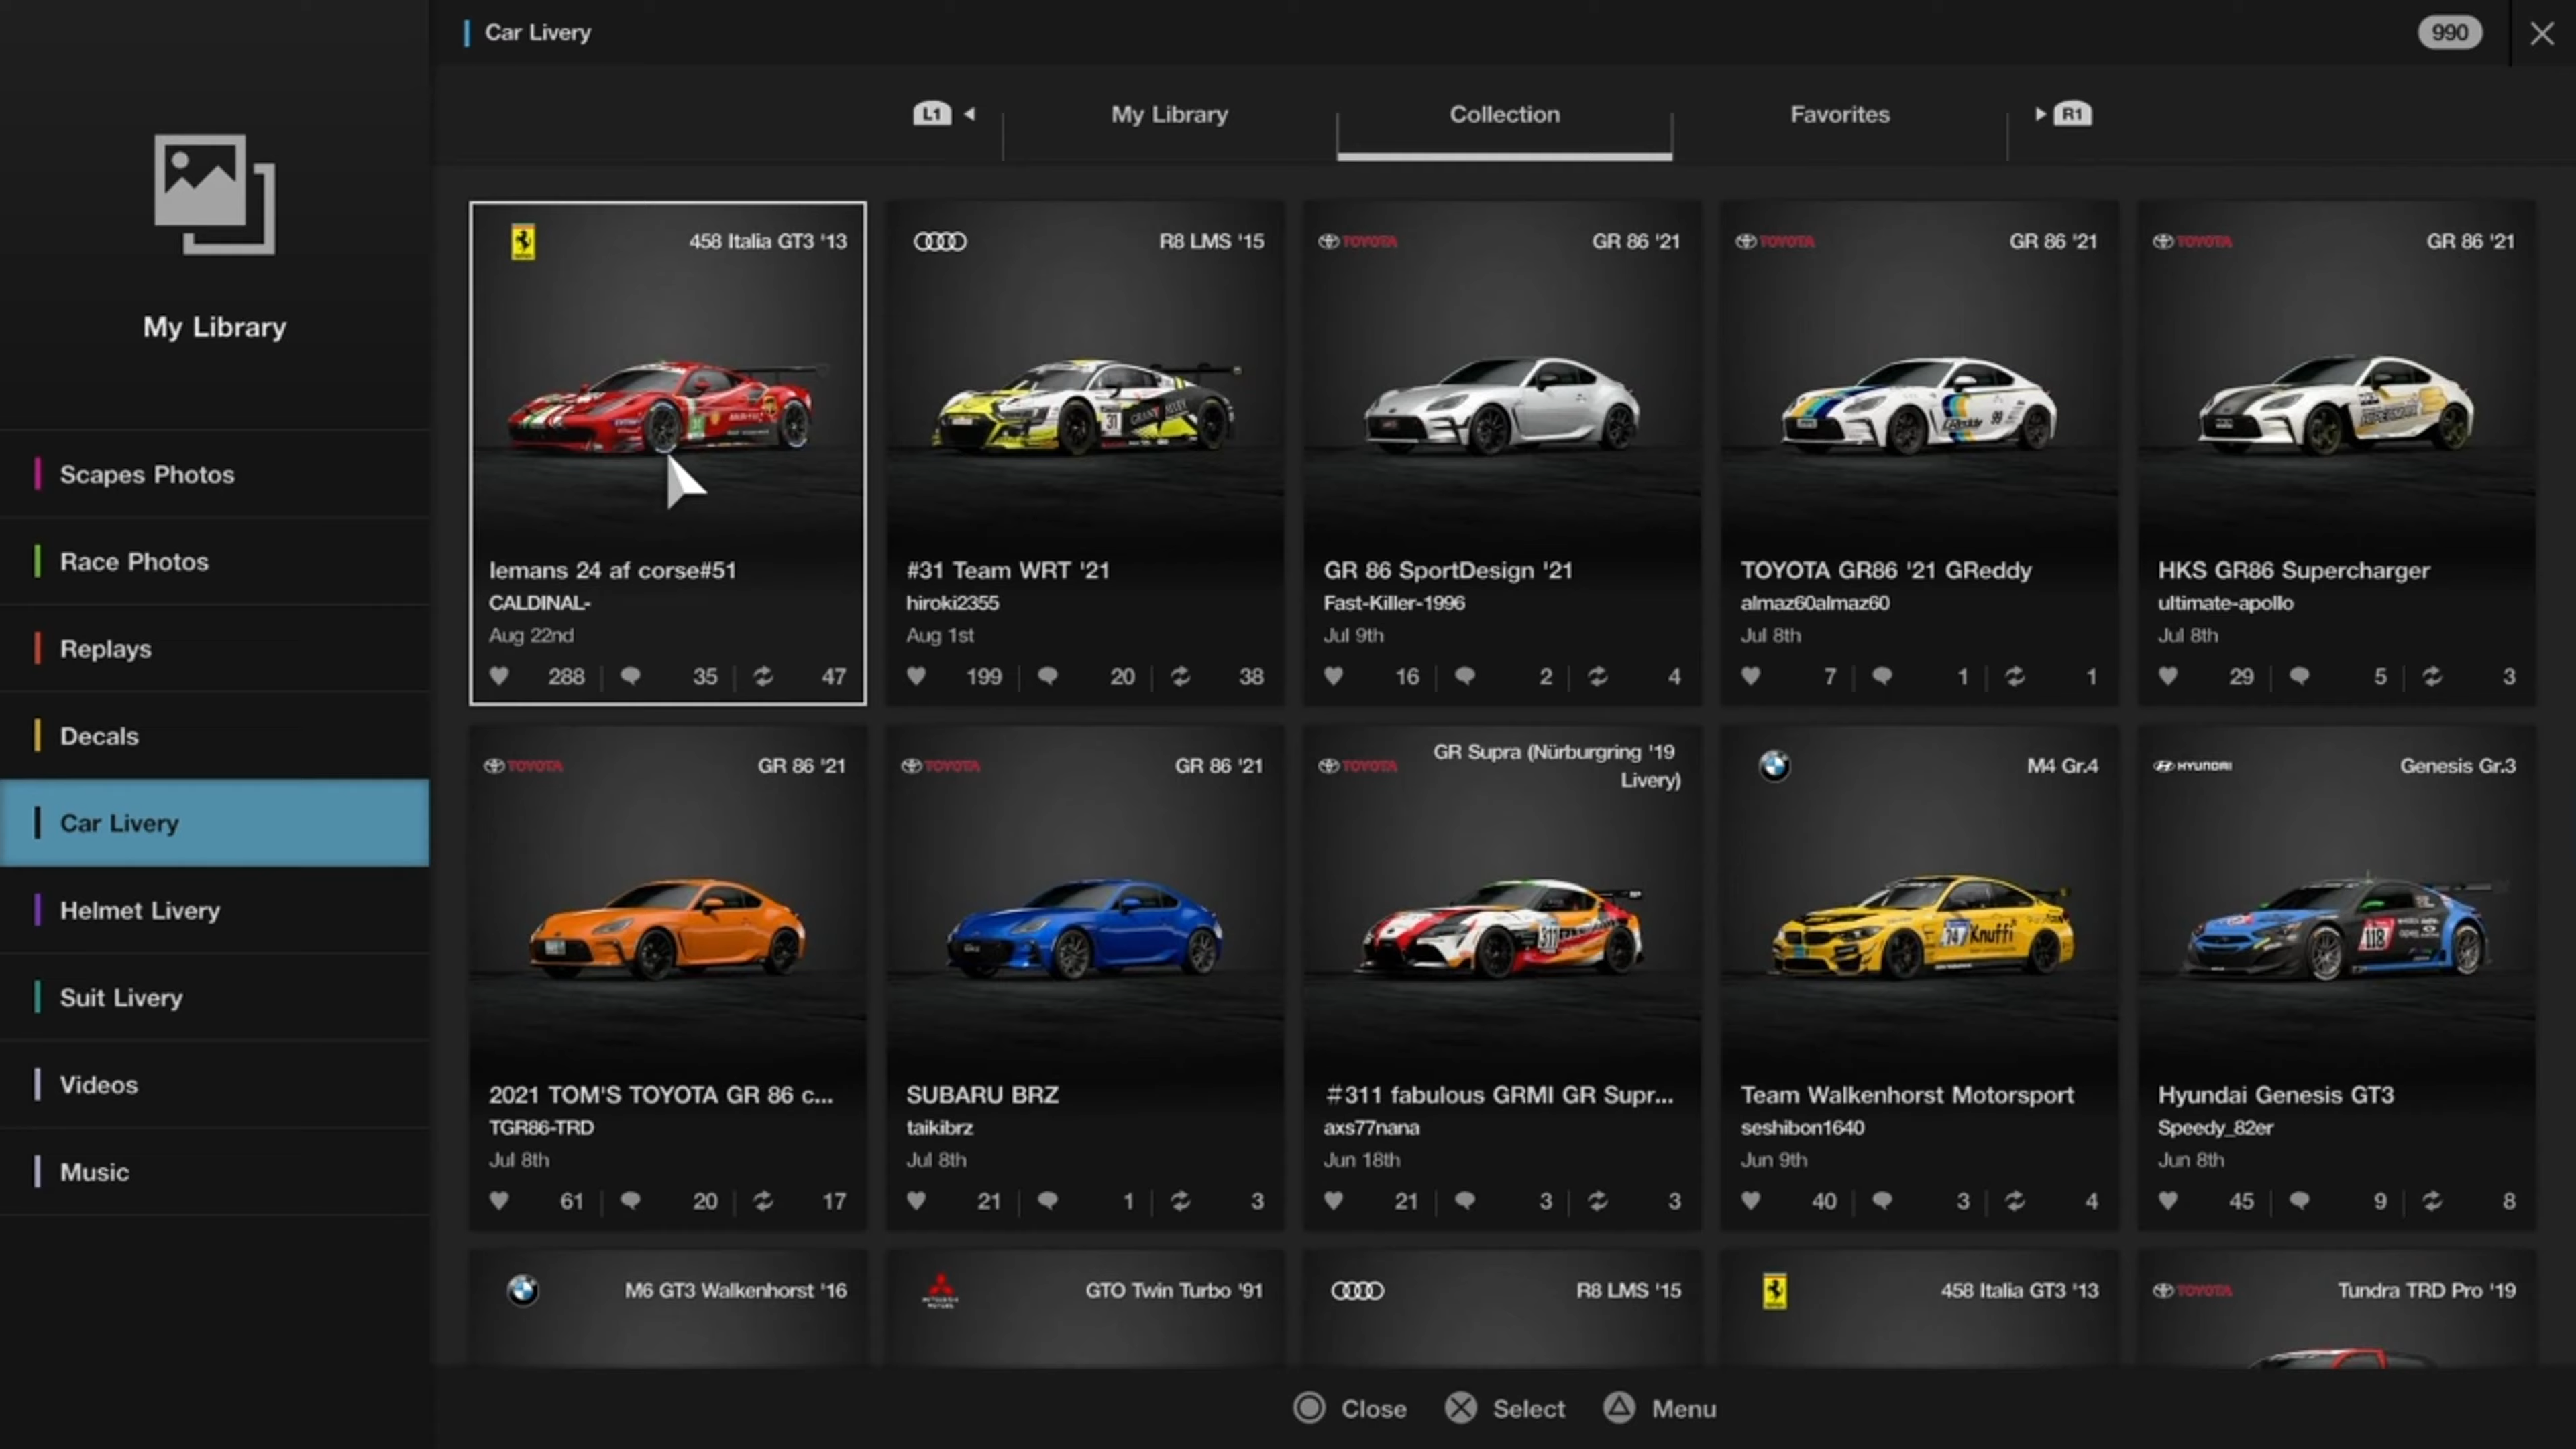 Car Livery
990
L1
My Library
Collection
Favorites
R1
My Library
Scapes Photos
Race Photos
Replays
Decals
Car Livery
Helmet Livery
Suit Livery
Videos
Music
458 Italia GT3 '13
lemans 24 af corse#51
CALDINAL-
Aug 22nd
288 35 47
R8 LMS '15
31
#31 Team WRT '21
hiroki2355
Aug 1st
199 20 38
TOYOTA GR 86 '21
GR 86 SportDesign '21
Fast-Killer-1996
Jul 9th
16 2 4
TOYOTA GR 86 '21
GReddy 99
TOYOTA GR86 '21 GReddy
almaz60almaz60
Jul 8th
7 1 1
TOYOTA GR 86 '21
HKS GR86 Supercharger
ultimate-apollo
Jul 8th
29 5 3
TOYOTA GR 86 '21
2021 TOM'S TOYOTA GR 86 c...
TGR86-TRD
Jul 8th
61 20 17
TOYOTA GR 86 '21
SUBARU BRZ
taikibrz
Jul 8th
21 1 3
TOYOTA GR Supra (Nürburgring '19
Livery)
311
#311 fabulous GRMI GR Supr...
axs77nana
Jun 18th
21 3 3
M4 Gr.4
74 Knuffi
Team Walkenhorst Motorsport
seshibon1640
Jun 9th
40 3 4
HYUNDAI Genesis Gr.3
118
Hyundai Genesis GT3
Speedy_82er
Jun 8th
45 9 8
M6 GT3 Walkenhorst '16
GTO Twin Turbo '91
R8 LMS '15
458 Italia GT3 '13
TOYOTA Tundra TRD Pro '19
Close Select Menu